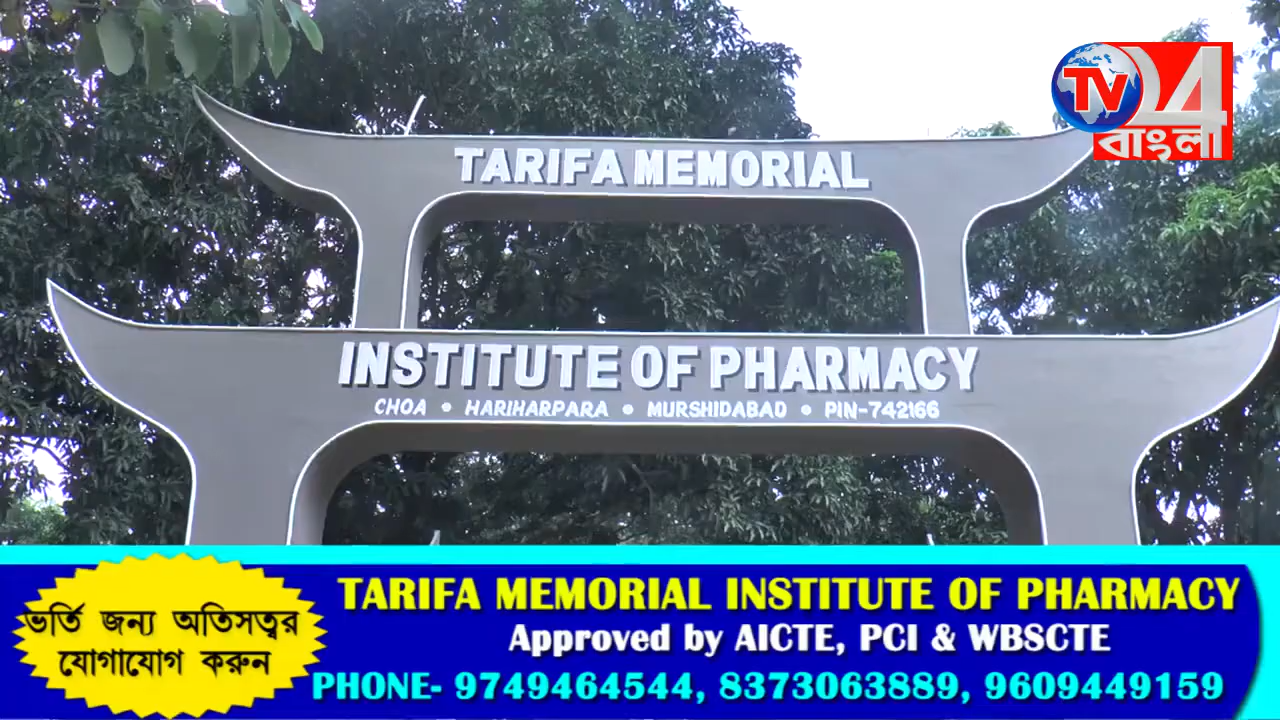 TV 24
বাংলা
TARIFA MEMORIAL
INSTITUTE OF PHARMACY
CHOA • HARIHARPARA • MURSHIDABAD • PIN-742166
ভর্তি জন্য অতিসত্বর
যোগাযোগ করুন
TARIFA MEMORIAL INSTITUTE OF PHARMACY
Approved by AICTE, PCI & WBSCTE
PHONE- 9749464544, 8373063889, 9609449159